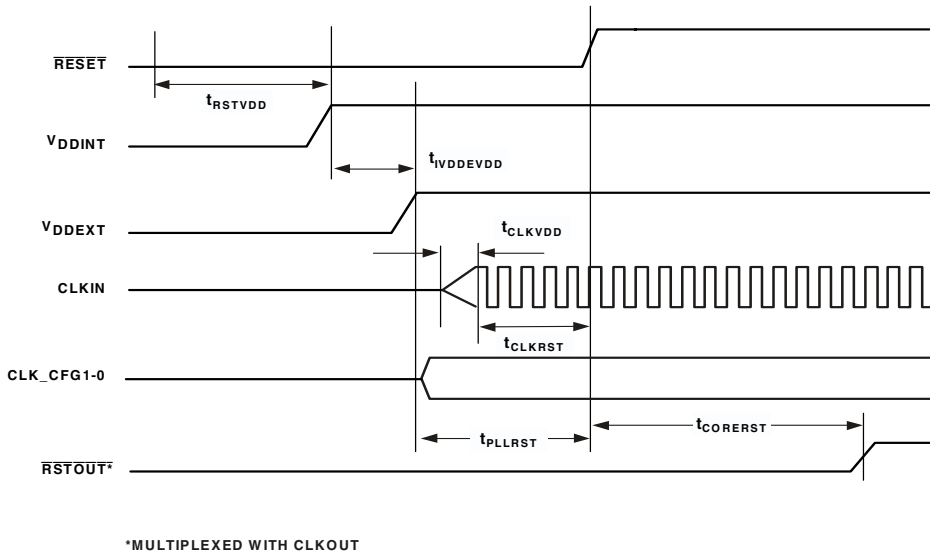 RESET
tRSTVDD
VDDINT
tIVDDEVDD
VDDEXT
tCLKVDD
CLKIN
tCLKRST
CLK_CFG1-0
tCORERST
tPLLRST
RSTOUT*
*MULTIPLEXED WITH CLKOUT